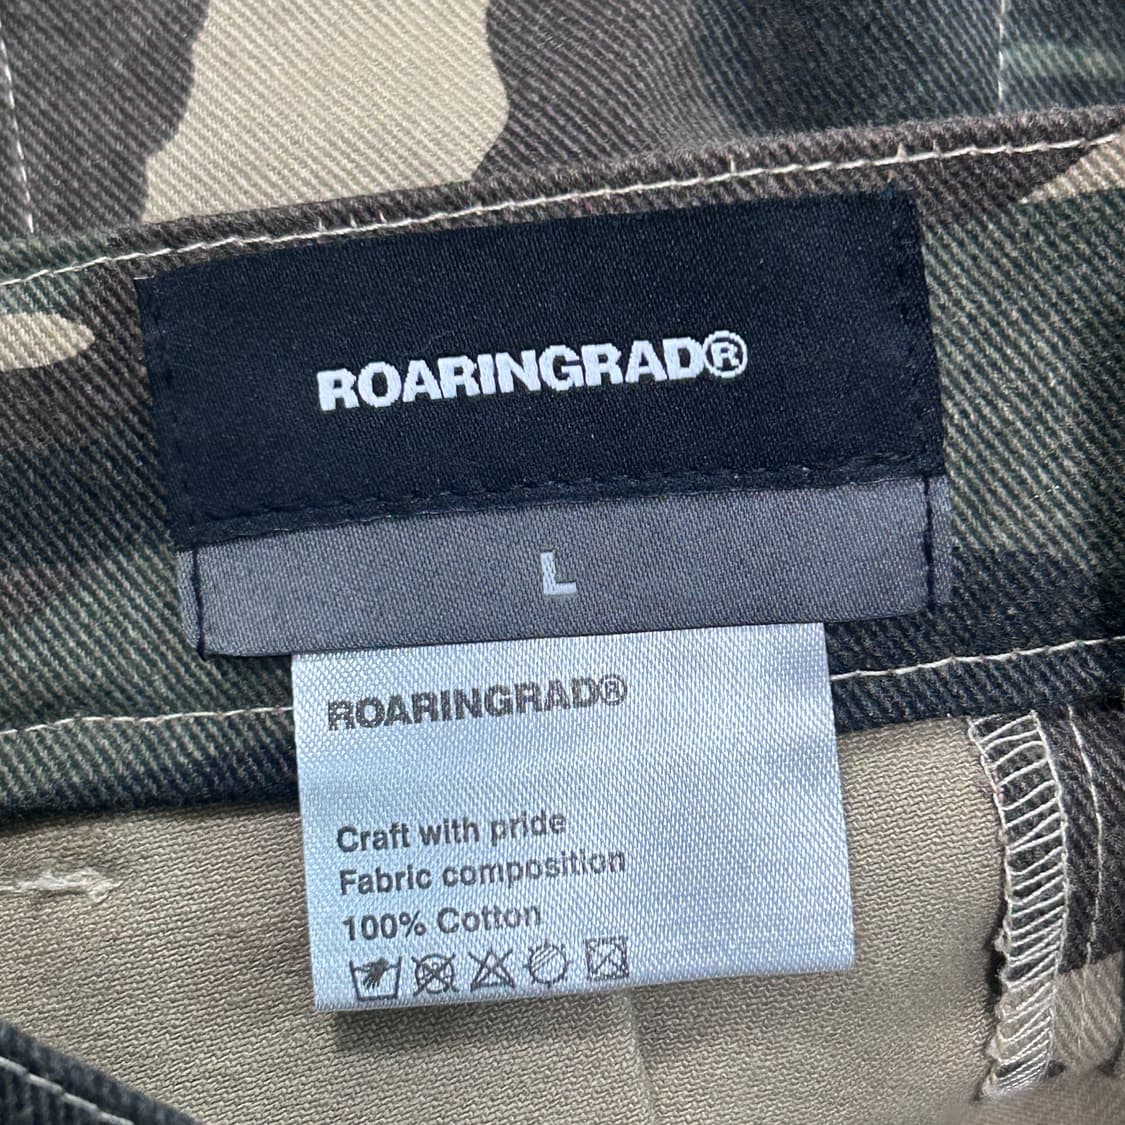 ROARINGRAD®
L
ROARINGRAD®
Craft with pride
Fabric composition
100% Cotton